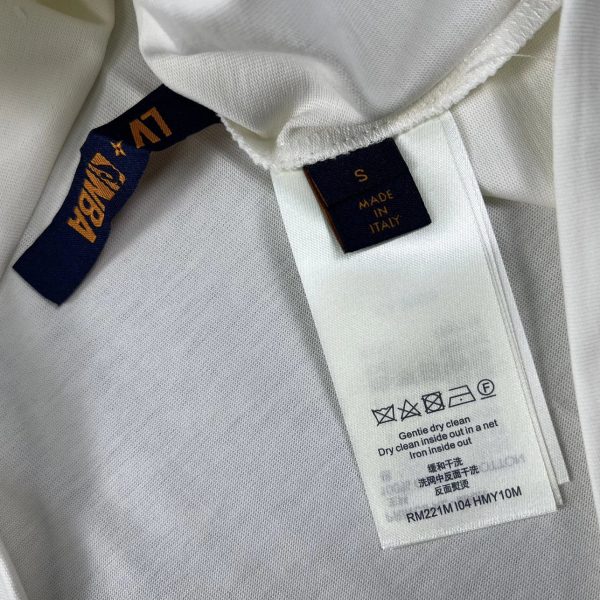 LV
NBA
S
MADE
IN
ITALY
Gentle dry clean
Dry clean inside out in a net
Iron inside out
缓和干洗
洗网中反面干洗
反面熨烫
RM221M I04 HMY10M